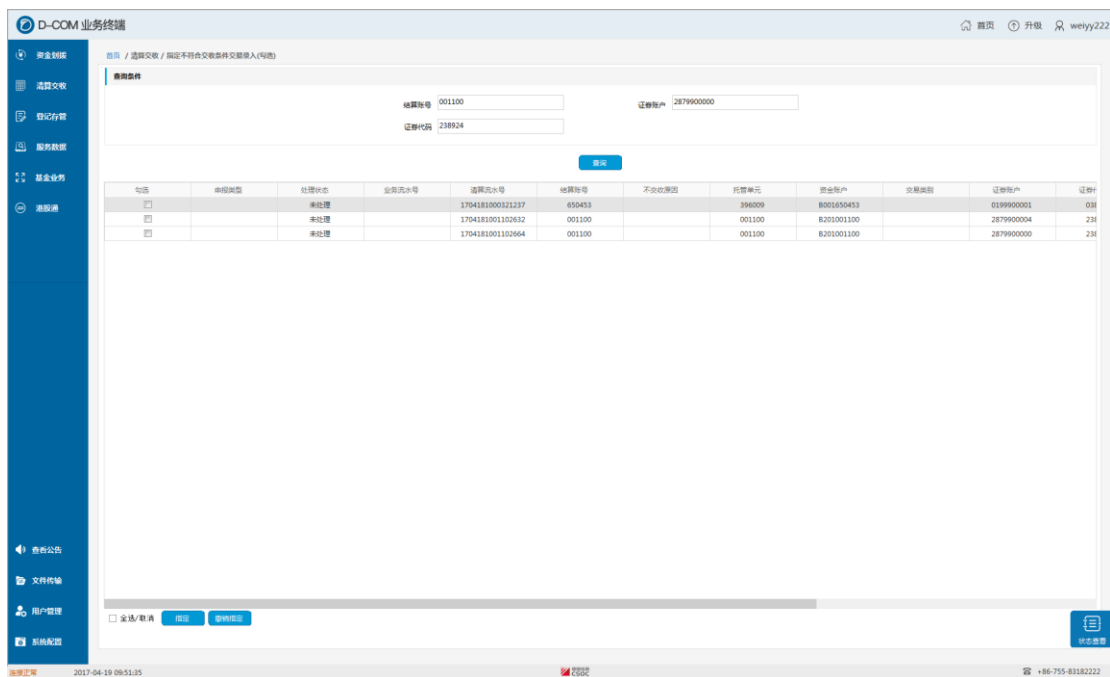 D-COM 业务终端
首页 升级 weiyy222
资金划拨
清算交收
登记存管
服务数据
基金业务
港股通
首页 / 清算交收 / 指定不符合交收条件交易录入(勾选)
查询条件
结算账号 001100 证券账户 2879900000
证券代码 238924
查询
勾选 申报类型 处理状态 业务流水号 清算流水号 结算账号 不交收原因 托管单元 资金账户 交易类别 证券账户
未处理 1704181000321237 650453 396009 B001650453 0199900001 038
未处理 1704181001102632 001100 001100 B201001100 2879900004 238
未处理 1704181001102664 001100 001100 B201001100 2879900000 238
全选/取消 指定 撤销指定
查看公告
文件传输
用户管理
系统配置
状态查看
连接正常 2017-04-19 09:51:35 CSDC +86-755-83182222